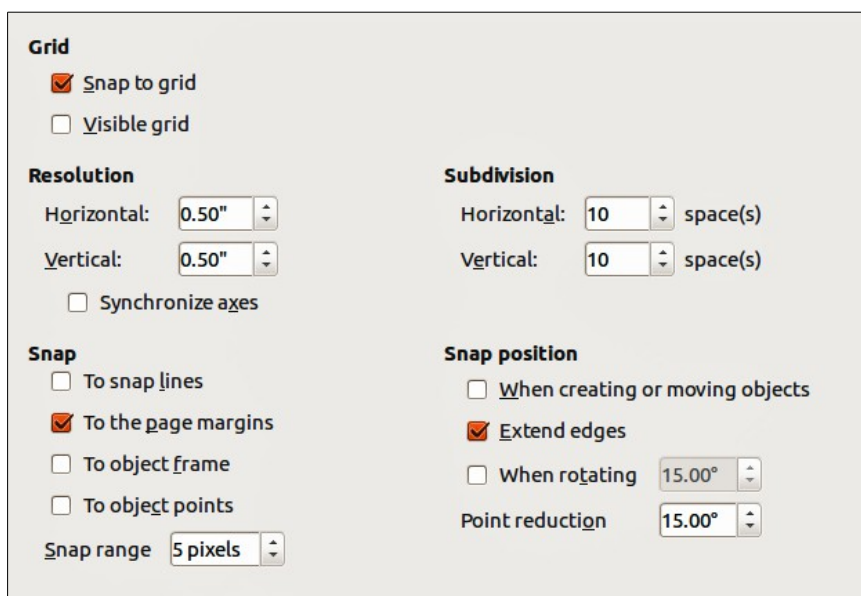 Grid
Snap to grid
Visible grid
Resolution
Horizontal: 0.50"
Vertical: 0.50"
Synchronize axes
Subdivision
Horizontal: 10 space(s)
Vertical: 10 space(s)
Snap
To snap lines
To the page margins
To object frame
To object points
Snap range 5 pixels
Snap position
When creating or moving objects
Extend edges
When rotating 15.00°
Point reduction 15.00°